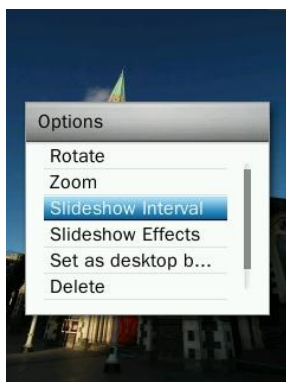 Options
Rotate
Zoom
Slideshow Interval
Slideshow Effects
Set as desktop b...
Delete